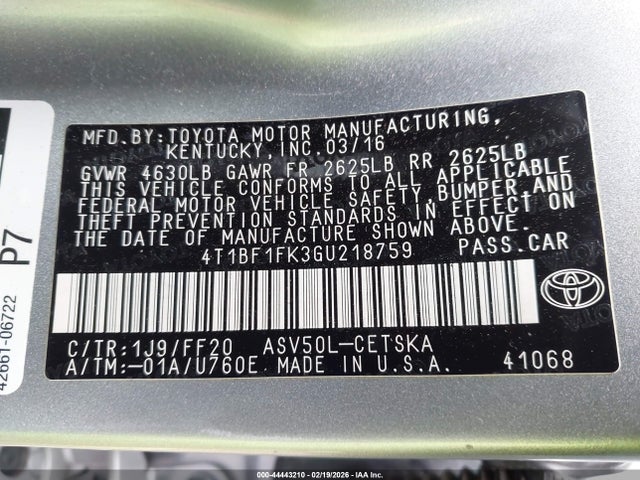 MFD.BY:TOYOTA MOTOR MANUFACTURING,
KENTUCKY,INC.03/16
GVWR 4630LB GAWR FR 2625LB RR 2625LB
THIS VEHICLE CONFORMS TO ALL APPLICABLE
FEDERAL MOTOR VEHICLE SAFETY,BUMPER,AND
THEFT PREVENTION STANDARDS IN EFFECT ON
THE DATE OF MANUFACTURE SHOWN ABOVE.
4T1BF1FK3GU218759 PASS.CAR
C/TR:1J9/FF20 ASV50L-CETSKA
A/TM:-01A/U760E MADE IN U.S.A. 41068
P7
42661-06722
000-44443210 - 02/19/2026 - IAA Inc.